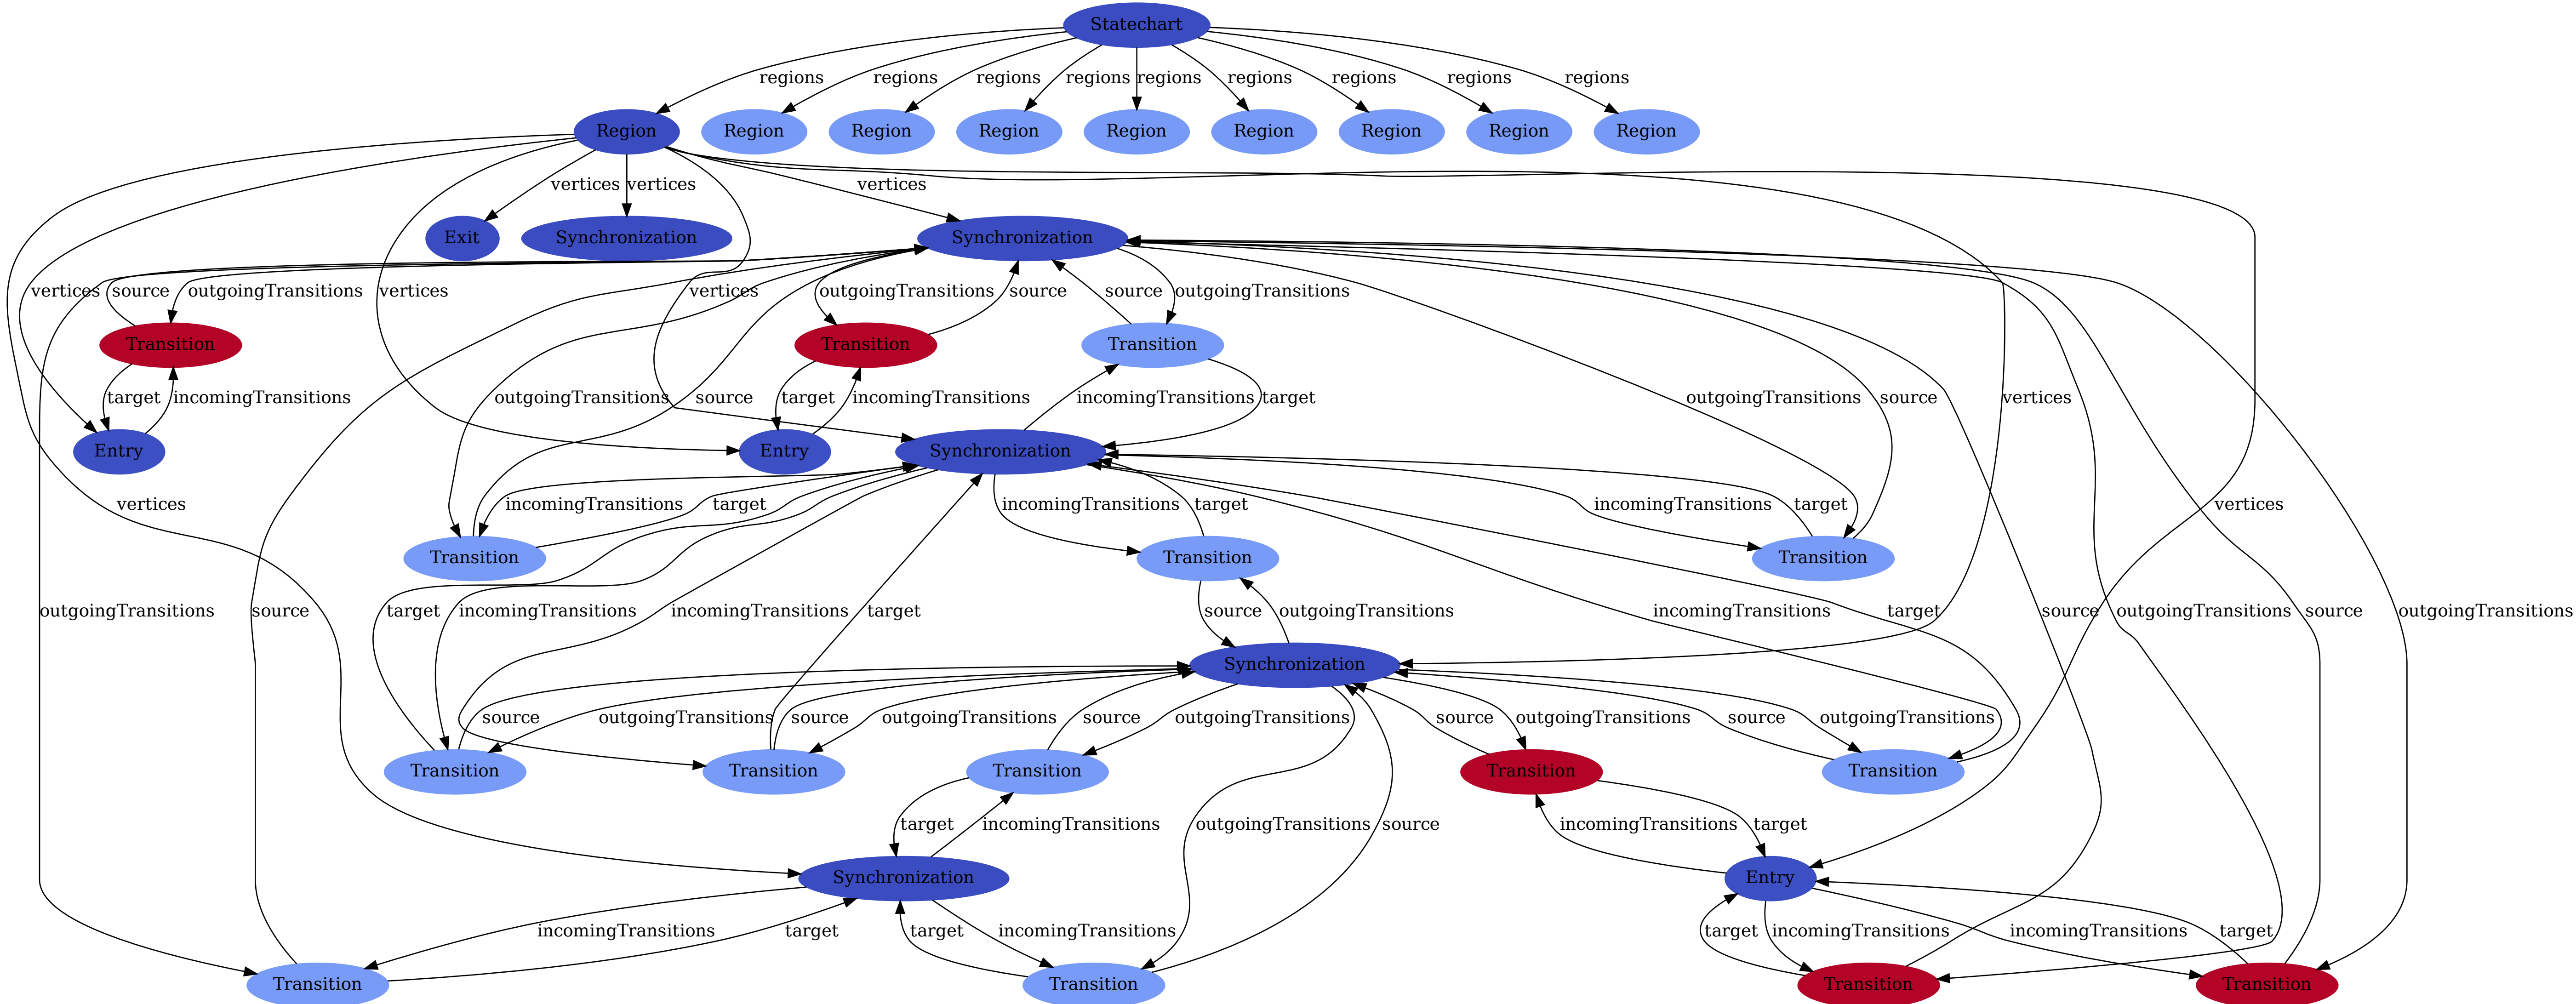 Statechart
regions regions regions regions regions regions regions regions regions
Region Region Region Region Region Region Region Region Region
vertices vertices vertices
Exit Synchronization Synchronization
vertices source outgoingTransitions vertices vertices outgoingTransitions source source outgoingTransitions
Transition Transition Transition
target incomingTransitions outgoingTransitions source target incomingTransitions incomingTransitions target outgoingTransitions source vertices
Entry Entry Synchronization
vertices incomingTransitions target incomingTransitions target incomingTransitions target vertices
Transition Transition Transition
outgoingTransitions source target incomingTransitions incomingTransitions target source outgoingTransitions incomingTransitions target source outgoingTransitions source outgoingTransitions
Synchronization
source outgoingTransitions source outgoingTransitions source outgoingTransitions source outgoingTransitions source outgoingTransitions
Transition Transition Transition Transition Transition
target incomingTransitions outgoingTransitions source incomingTransitions target
Synchronization Entry
incomingTransitions target target incomingTransitions target incomingTransitions incomingTransitions target
Transition Transition Transition Transition